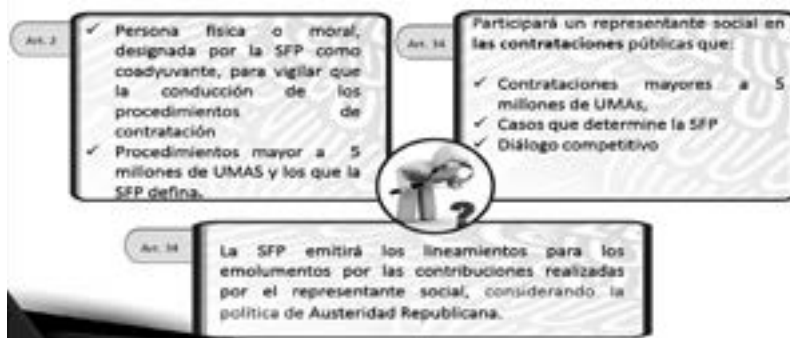 Art. 2
✓ Persona física o moral,
designada por la SFP como
coadyuvante, para vigilar que
la conducción de los
procedimientos de
contratación
✓ Procedimientos mayor a 5
millones de UMAS y los que la
SFP defina.
Art. 34
Participará un representante social en
las contrataciones públicas que:
✓ Contrataciones mayores a 5
millones de UMAs,
✓ Casos que determine la SFP
✓ Diálogo competitivo
Art. 34
La SFP emitirá los lineamientos para los
emolumentos por las contribuciones realizadas
por el representante social, considerando la
política de Austeridad Republicana.